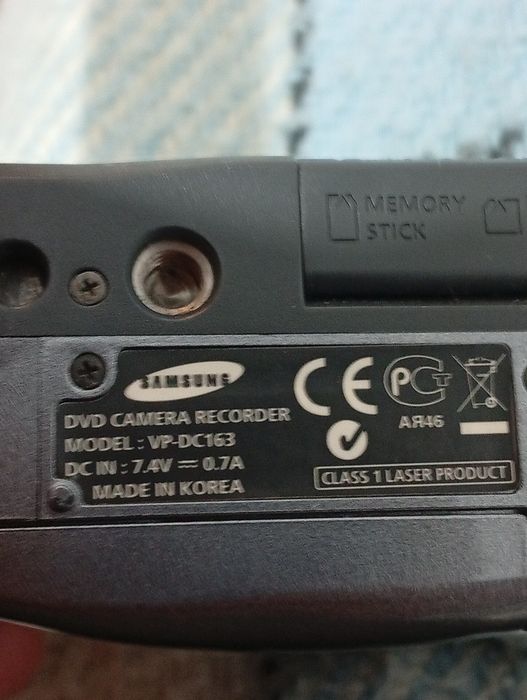 MEMORY
STICK
SAMSUNG
DVD CAMERA RECORDER
MODEL : VP-DC163
DC IN : 7.4V ⎓ 0.7A
MADE IN KOREA
CE
РСТ
АЯ46
CLASS 1 LASER PRODUCT